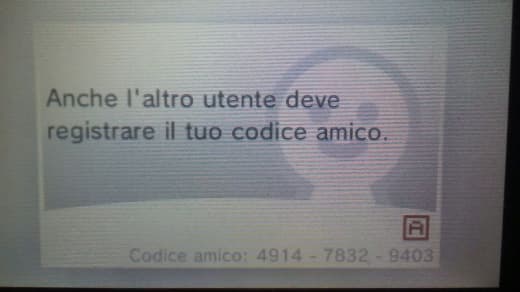 Anche l'altro utente deve
registrare il tuo codice amico.
A
Codice amico: 4914 - 7832 - 9403